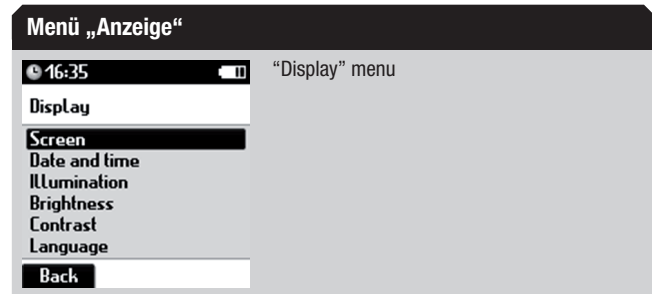 Menü „Anzeige“
16:35
“Display” menu
Display
Screen
Date and time
Illumination
Brightness
Contrast
Language
Back